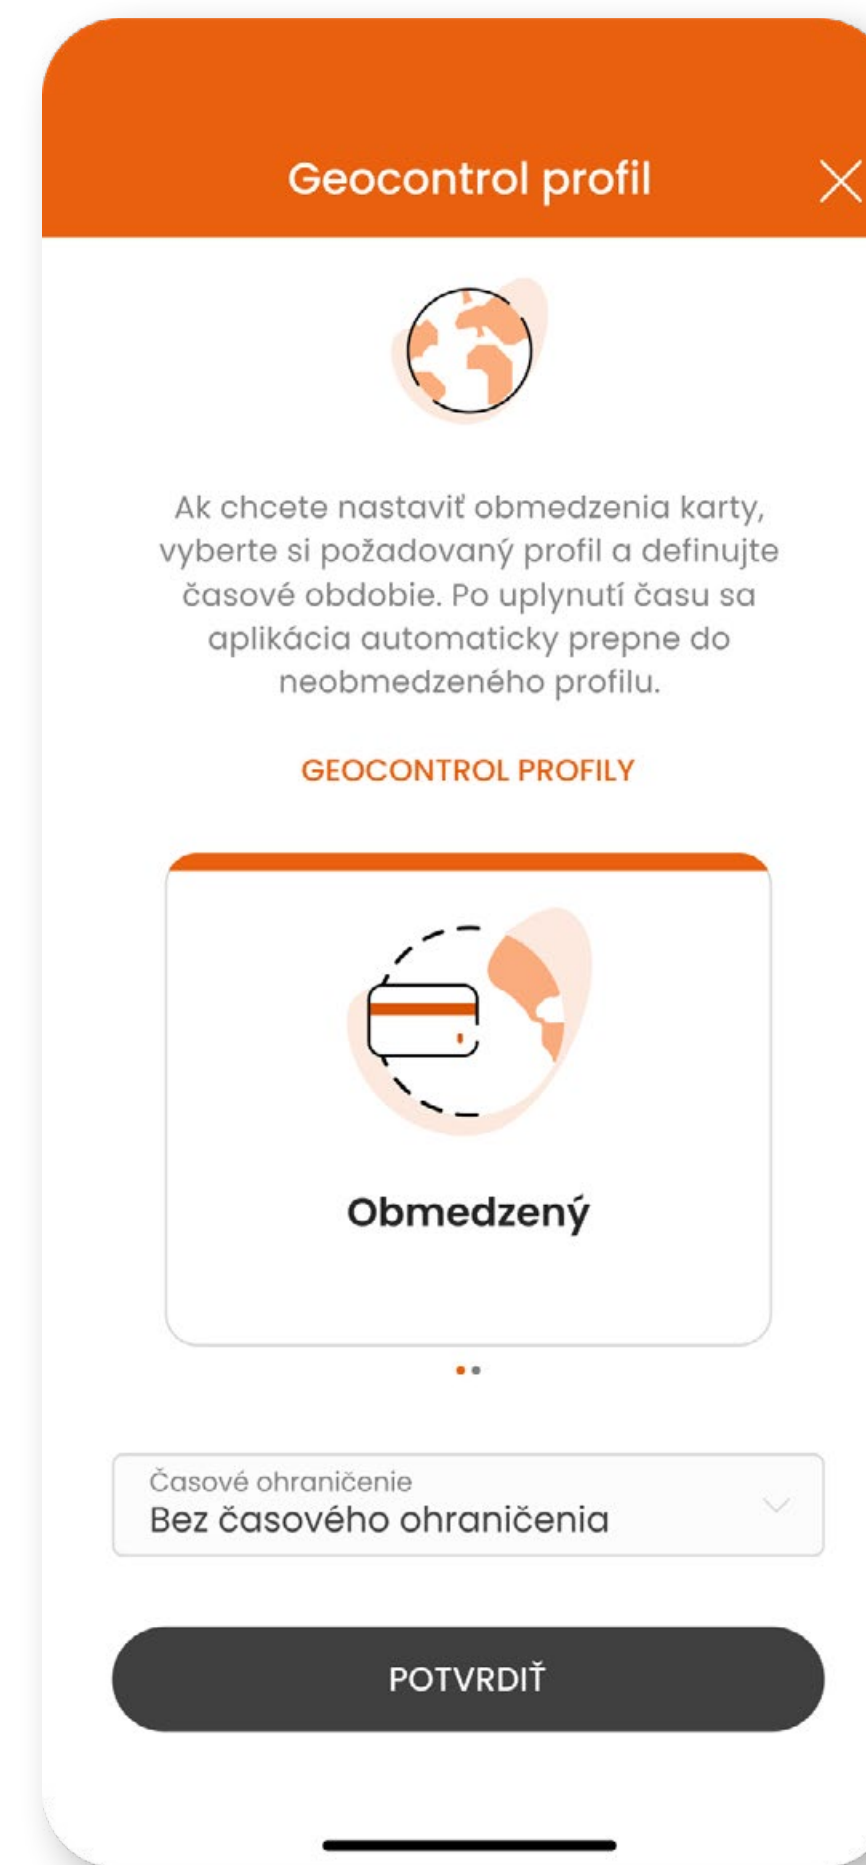 Geocontrol profil
Ak chcete nastaviť obmedzenia karty,
vyberte si požadovaný profil a definujte
časové obdobie. Po uplynutí času sa
aplikácia automaticky prepne do
neobmedzeného profilu.
GEOCONTROL PROFILY
Obmedzený
Časové ohraničenie
Bez časového ohraničenia
POTVRDIŤ